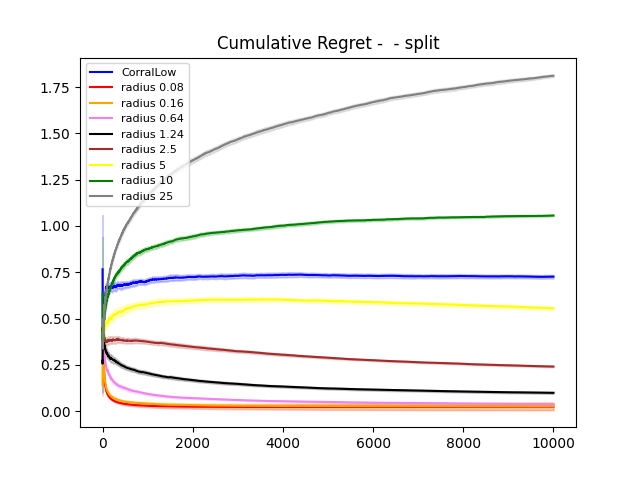 Cumulative Regret -  - split
CorralLow
radius 0.08
radius 0.16
radius 0.64
radius 1.24
radius 2.5
radius 5
radius 10
radius 25
1.75
1.50
1.25
1.00
0.75
0.50
0.25
0.00
0 2000 4000 6000 8000 10000